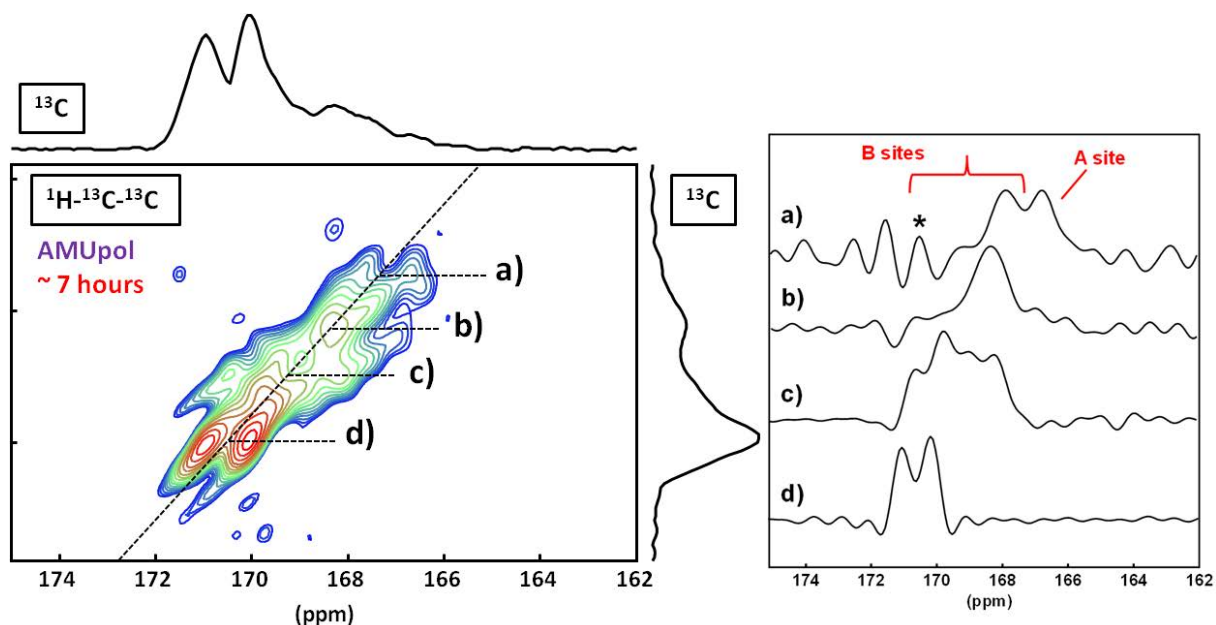 ¹³C
¹H-¹³C-¹³C
AMUpol
~ 7 hours
a)
b)
c)
d)
174 172 170 168 166 162
(ppm)
¹³C
B sites
A site
a)
*
b)
c)
d)
174 172 170 168 166 164 162
(ppm)